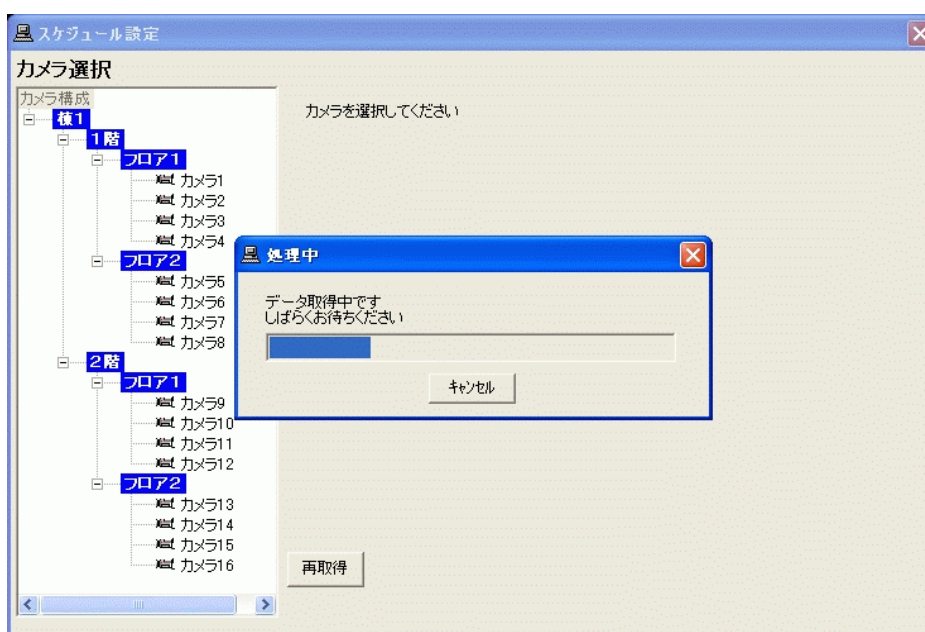 スケジュール設定
カメラ選択
カメラ構成
棟1
1階
フロア1
カメラ1
カメラ2
カメラ3
カメラ4
フロア2
カメラ5
カメラ6
カメラ7
カメラ8
2階
フロア1
カメラ9
カメラ10
カメラ11
カメラ12
フロア2
カメラ13
カメラ14
カメラ15
カメラ16
カメラを選択してください
処理中
データ取得中です
しばらくお待ちください
キャンセル
再取得